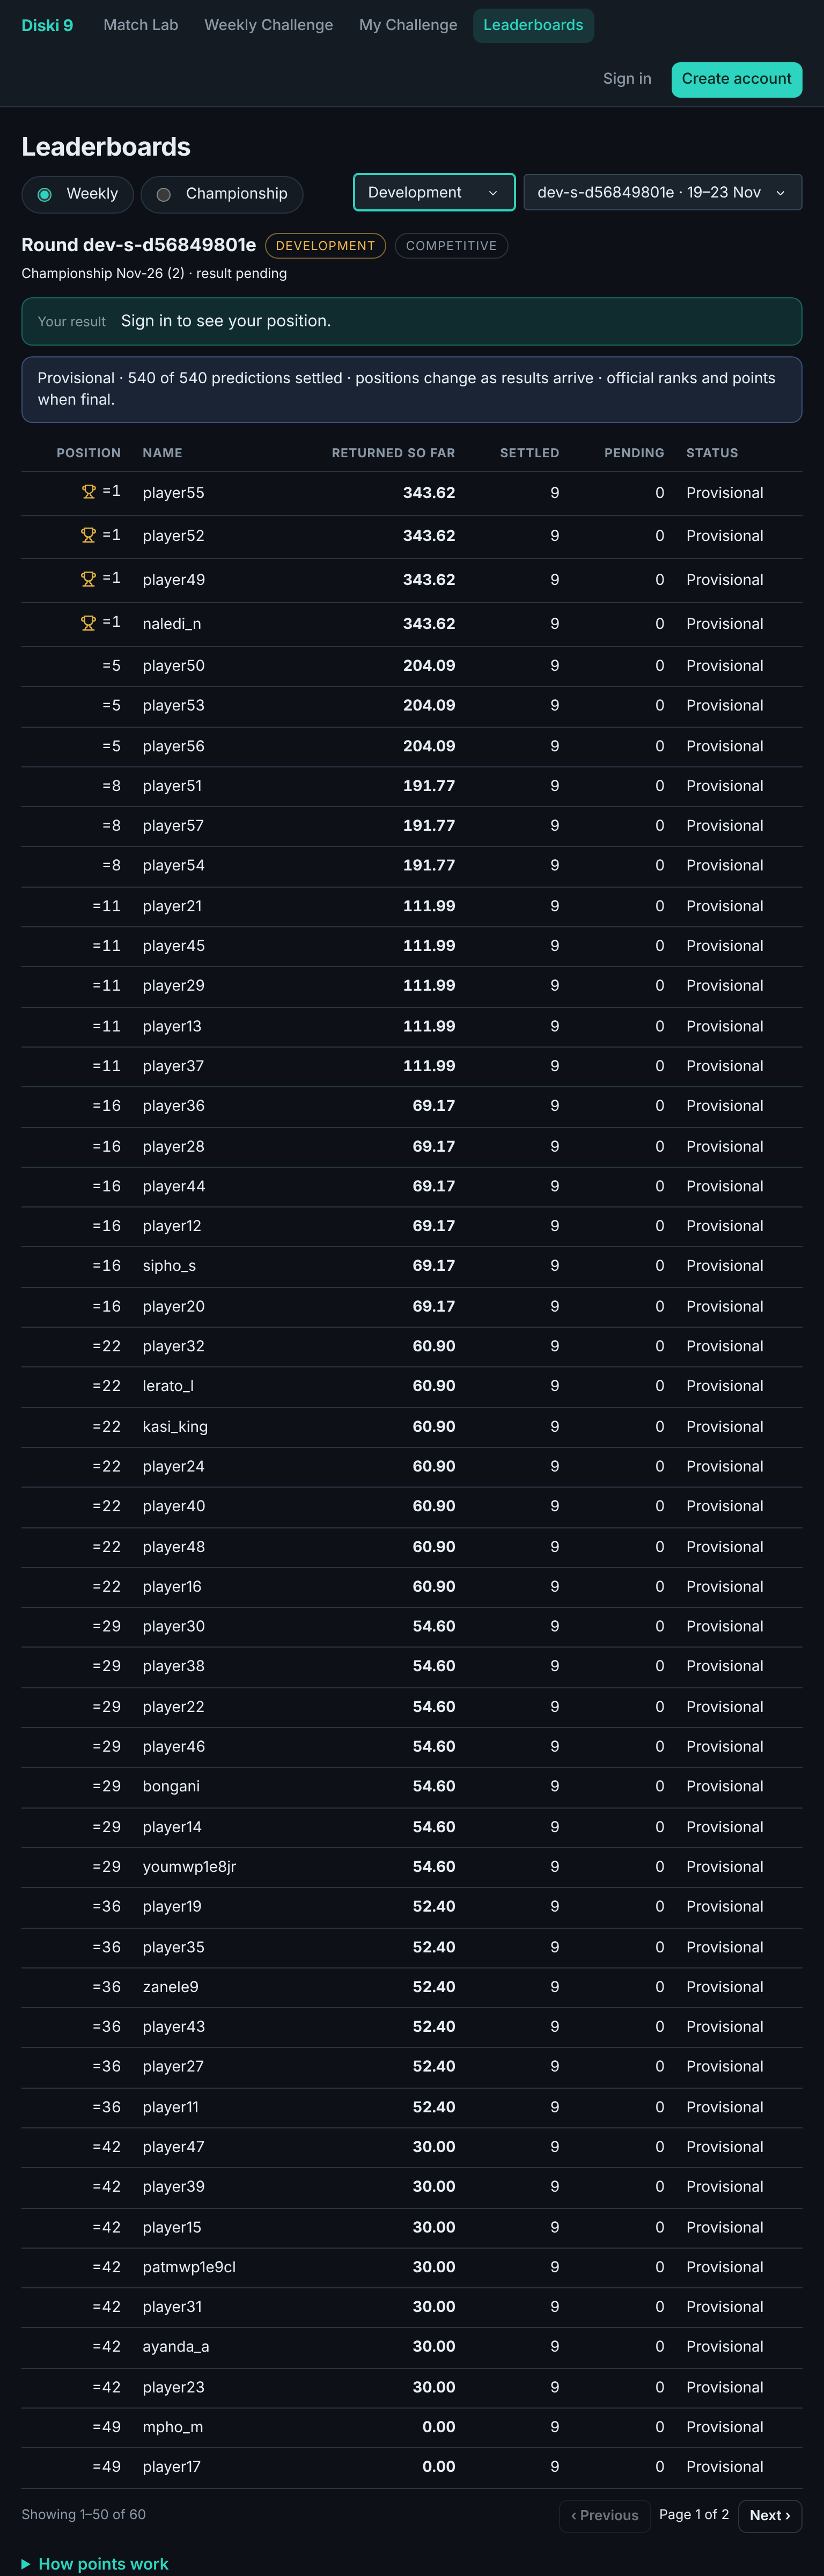 Diski 9 Match Lab Weekly Challenge My Challenge Leaderboards
Sign in Create account
Leaderboards
Weekly Championship Development dev-s-d56849801e · 19–23 Nov
Round dev-s-d56849801e DEVELOPMENT COMPETITIVE
Championship Nov-26 (2) · result pending
Your result Sign in to see your position.
Provisional · 540 of 540 predictions settled · positions change as results arrive · official ranks and points
when final.
POSITION NAME RETURNED SO FAR SETTLED PENDING STATUS
=1 player55 343.62 9 0 Provisional
=1 player52 343.62 9 0 Provisional
=1 player49 343.62 9 0 Provisional
=1 naledi_n 343.62 9 0 Provisional
=5 player50 204.09 9 0 Provisional
=5 player53 204.09 9 0 Provisional
=5 player56 204.09 9 0 Provisional
=8 player51 191.77 9 0 Provisional
=8 player57 191.77 9 0 Provisional
=8 player54 191.77 9 0 Provisional
=11 player21 111.99 9 0 Provisional
=11 player45 111.99 9 0 Provisional
=11 player29 111.99 9 0 Provisional
=11 player13 111.99 9 0 Provisional
=11 player37 111.99 9 0 Provisional
=16 player36 69.17 9 0 Provisional
=16 player28 69.17 9 0 Provisional
=16 player44 69.17 9 0 Provisional
=16 player12 69.17 9 0 Provisional
=16 sipho_s 69.17 9 0 Provisional
=16 player20 69.17 9 0 Provisional
=22 player32 60.90 9 0 Provisional
=22 lerato_l 60.90 9 0 Provisional
=22 kasi_king 60.90 9 0 Provisional
=22 player24 60.90 9 0 Provisional
=22 player40 60.90 9 0 Provisional
=22 player48 60.90 9 0 Provisional
=22 player16 60.90 9 0 Provisional
=29 player30 54.60 9 0 Provisional
=29 player38 54.60 9 0 Provisional
=29 player22 54.60 9 0 Provisional
=29 player46 54.60 9 0 Provisional
=29 bongani 54.60 9 0 Provisional
=29 player14 54.60 9 0 Provisional
=29 youmwp1e8jr 54.60 9 0 Provisional
=36 player19 52.40 9 0 Provisional
=36 player35 52.40 9 0 Provisional
=36 zanele9 52.40 9 0 Provisional
=36 player43 52.40 9 0 Provisional
=36 player27 52.40 9 0 Provisional
=36 player11 52.40 9 0 Provisional
=42 player47 30.00 9 0 Provisional
=42 player39 30.00 9 0 Provisional
=42 player15 30.00 9 0 Provisional
=42 patmwp1e9cl 30.00 9 0 Provisional
=42 player31 30.00 9 0 Provisional
=42 ayanda_a 30.00 9 0 Provisional
=42 player23 30.00 9 0 Provisional
=49 mpho_m 0.00 9 0 Provisional
=49 player17 0.00 9 0 Provisional
Showing 1–50 of 60 ‹ Previous Page 1 of 2 Next ›
How points work